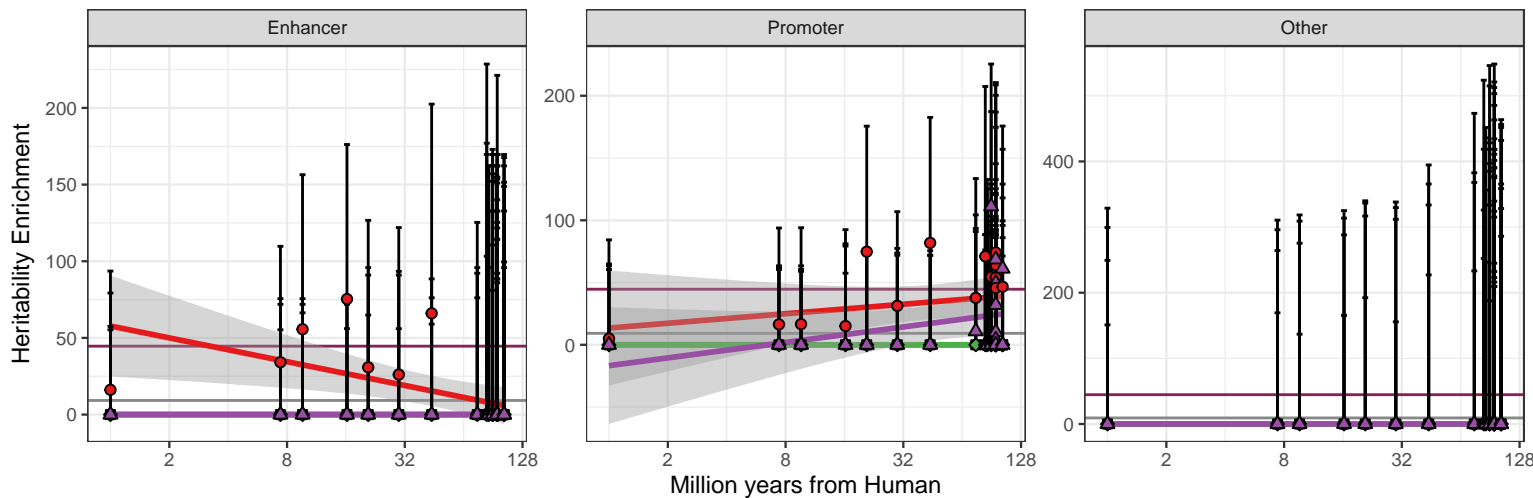 Enhancer
Promoter
Other
Heritability Enrichment
200
150
100
50
0
200
100
0
400
200
0
2 8 32 128
2 8 32 128
2 8 32 128
Million years from Human